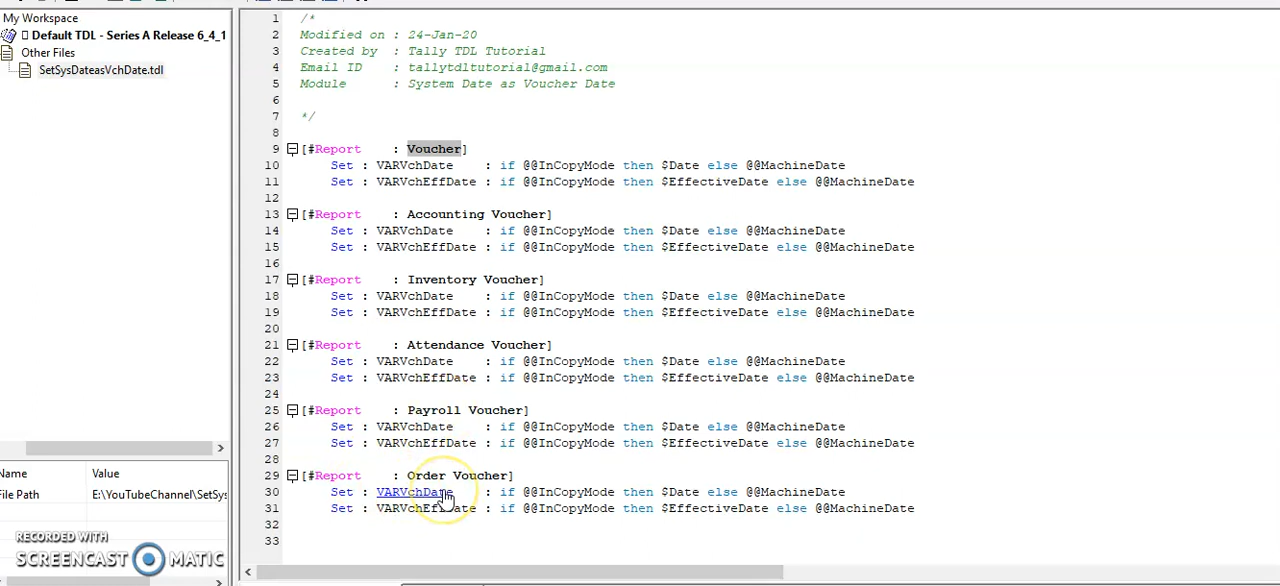 My Workspace
Default TDL - Series A Release 6_4_1
Other Files
SetSysDateasVchDate.tdl
Name Value
File Path E:\YouTubeChannel\SetSys
RECORDED WITH
SCREENCAST MATIC
1 /*
2 Modified on : 24-Jan-20
3 Created by : Tally TDL Tutorial
4 Email ID : tallytdltutorial@gmail.com
5 Module : System Date as Voucher Date
6
7 */
8
9 [#Report : Voucher]
10 Set : VARVchDate : if @@InCopyMode then $Date else @@MachineDate
11 Set : VARVchEffDate : if @@InCopyMode then $EffectiveDate else @@MachineDate
12
13 [#Report : Accounting Voucher]
14 Set : VARVchDate : if @@InCopyMode then $Date else @@MachineDate
15 Set : VARVchEffDate : if @@InCopyMode then $EffectiveDate else @@MachineDate
16
17 [#Report : Inventory Voucher]
18 Set : VARVchDate : if @@InCopyMode then $Date else @@MachineDate
19 Set : VARVchEffDate : if @@InCopyMode then $EffectiveDate else @@MachineDate
20
21 [#Report : Attendance Voucher]
22 Set : VARVchDate : if @@InCopyMode then $Date else @@MachineDate
23 Set : VARVchEffDate : if @@InCopyMode then $EffectiveDate else @@MachineDate
24
25 [#Report : Payroll Voucher]
26 Set : VARVchDate : if @@InCopyMode then $Date else @@MachineDate
27 Set : VARVchEffDate : if @@InCopyMode then $EffectiveDate else @@MachineDate
28
29 [#Report : Order Voucher]
30 Set : VARVchDate : if @@InCopyMode then $Date else @@MachineDate
31 Set : VARVchEffDate : if @@InCopyMode then $EffectiveDate else @@MachineDate
32
33